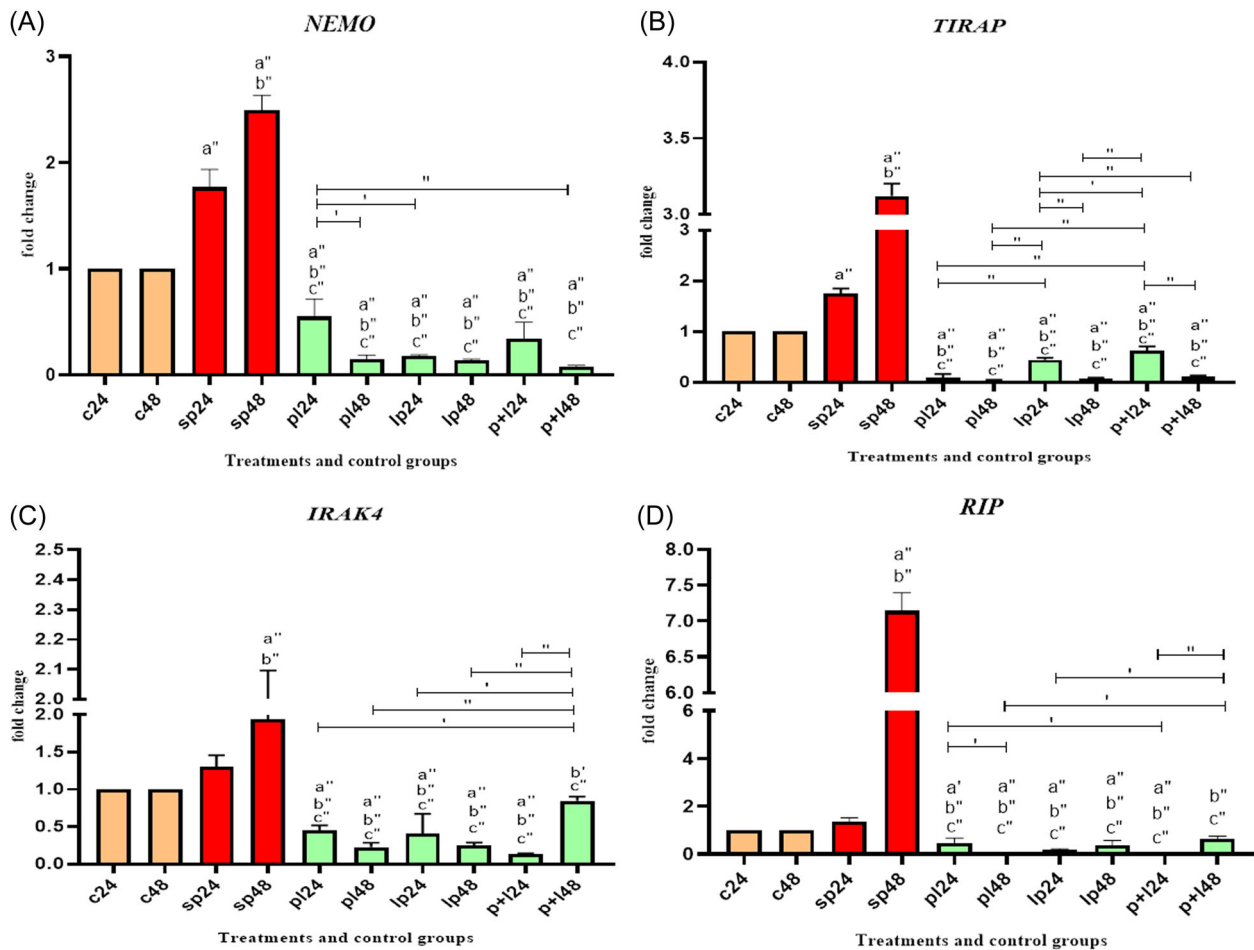 (A)
NEMO
fold change
3
2
1
0
a"
a"
b"
a"
b"
c"
a"
b"
c"
a"
b"
c"
a"
b"
c"
a"
b"
c"
a"
b"
c"
'
'
"
c24
c48
sp24
sp48
pl24
pl48
lp24
lp48
p+l24
p+l48
Treatments and control groups
(B)
TIRAP
fold change
4.0
3.5
3.0
3
2
1
0
a"
a"
b"
a"
b"
c"
a"
b"
c"
a"
b"
c"
a"
b"
c"
a"
b"
c"
a"
b"
c"
"
"
'
"
"
"
"
"
"
c24
c48
sp24
sp48
pl24
pl48
lp24
lp48
p+l24
p+l48
Treatments and control groups
(C)
IRAK4
fold change
2.5
2.4
2.3
2.2
2.1
2.0
2.0
1.5
1.0
0.5
0.0
a"
b"
a"
b"
c"
a"
b"
c"
a"
b"
c"
a"
b"
c"
a"
b"
c"
b'
c"
"
"
'
"
'
c24
c48
sp24
sp48
pl24
pl48
lp24
lp48
p+l24
p+l48
Treatments and control groups
(D)
RIP
fold change
8.0
7.5
7.0
6.5
6.0
6
4
2
0
a"
b"
a'
b"
c"
a"
b"
c"
a"
b"
c"
a"
b"
c"
a"
b"
c"
b"
c"
"
'
'
'
'
c24
c48
sp24
sp48
pl24
pl48
lp24
lp48
p+l24
p+l48
Treatments and control groups